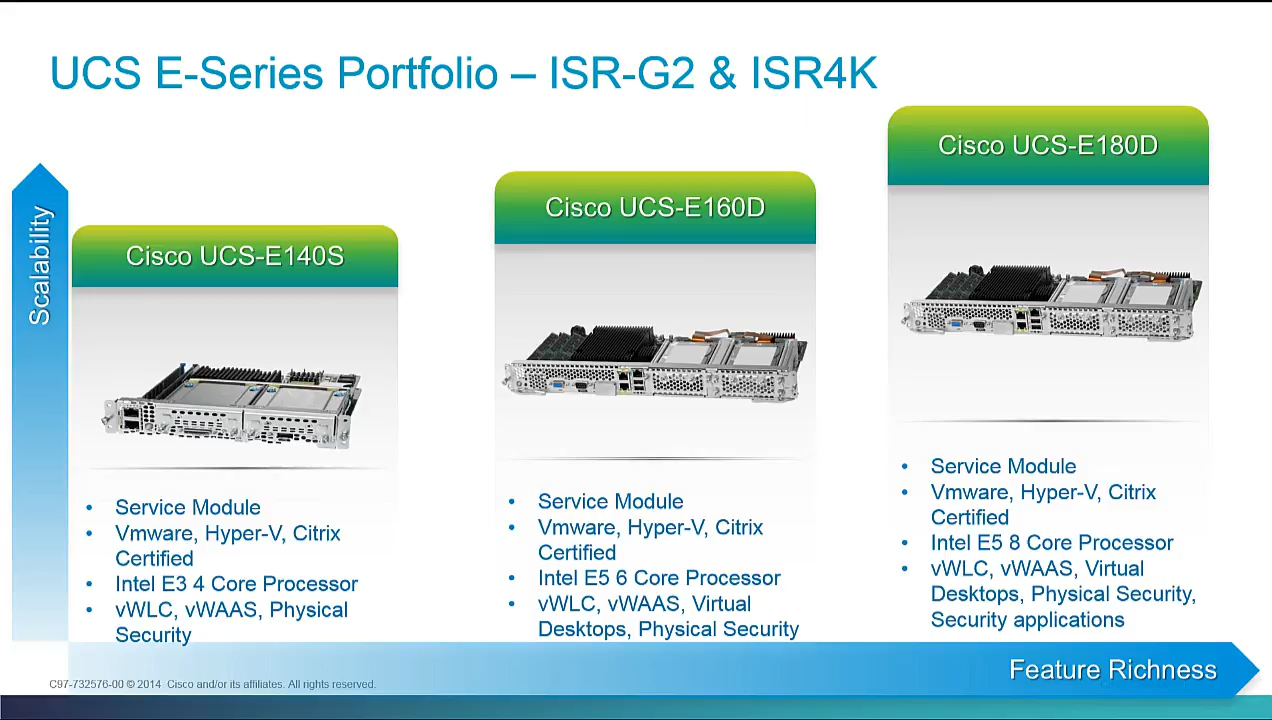 UCS E-Series Portfolio – ISR-G2 & ISR4K
Scalability
Cisco UCS-E140S
• Service Module
• Vmware, Hyper-V, Citrix
Certified
• Intel E3 4 Core Processor
• vWLC, vWAAS, Physical
Security
Cisco UCS-E160D
• Service Module
• Vmware, Hyper-V, Citrix
Certified
• Intel E5 6 Core Processor
• vWLC, vWAAS, Virtual
Desktops, Physical Security
Cisco UCS-E180D
• Service Module
• Vmware, Hyper-V, Citrix
Certified
• Intel E5 8 Core Processor
• vWLC, vWAAS, Virtual
Desktops, Physical Security,
Security applications
Feature Richness
C97-732576-00 © 2014 Cisco and/or its affiliates. All rights reserved.